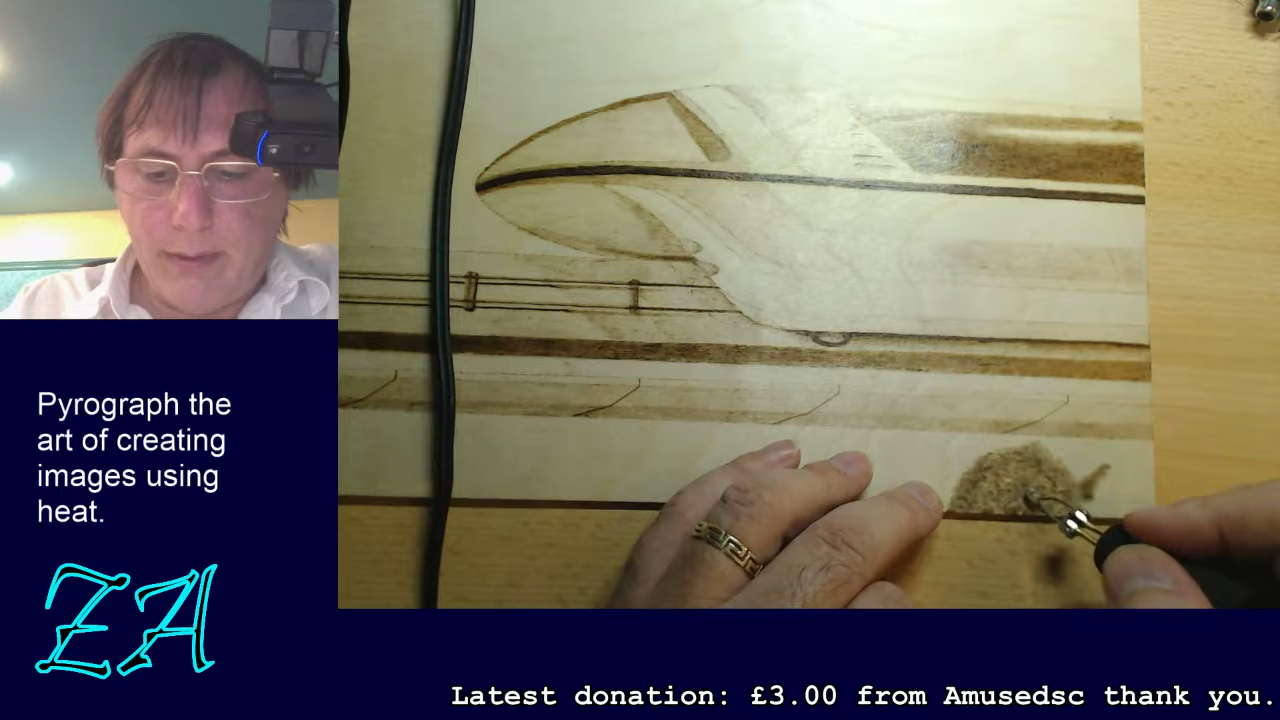 Pyrograph the
art of creating
images using
heat.
ZA
Latest donation: £3.00 from Amusedsc thank you.